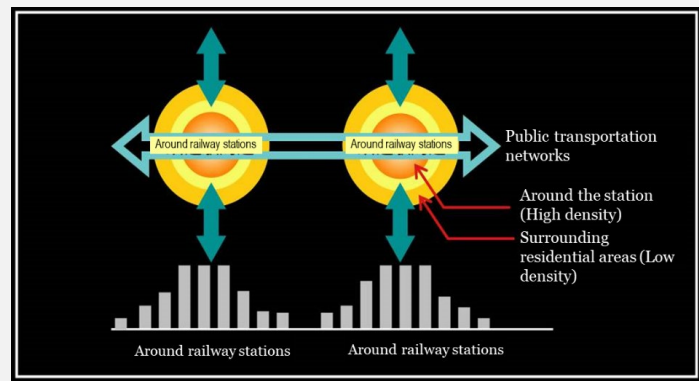 Around railway stations
Around railway stations
Public transportation
networks
Around the station
(High density)
Surrounding
residential areas (Low
density)
Around railway stations
Around railway stations